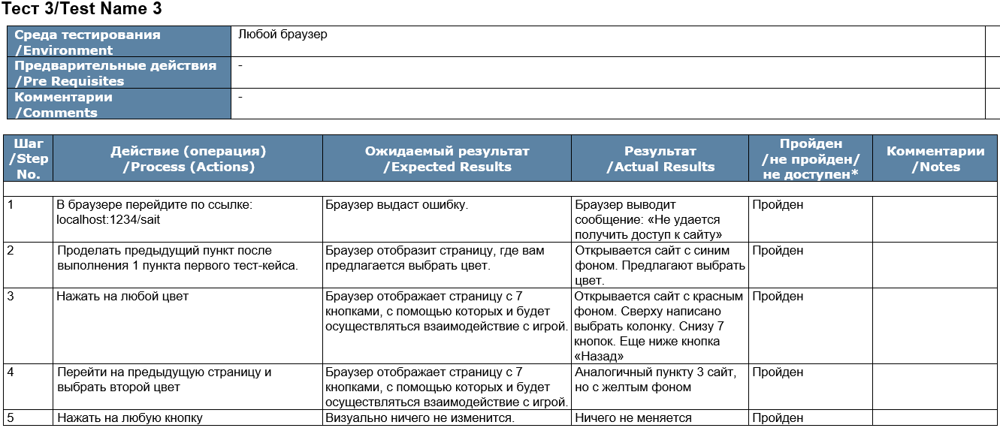 Тест 3/Test Name 3
Среда тестирования
/Environment
Любой браузер
Предварительные действия
/Pre Requisites
-
Комментарии
/Comments
-
Шаг
/Step
No.
Действие (операция)
/Process (Actions)
Ожидаемый результат
/Expected Results
Результат
/Actual Results
Пройден
/не пройден/
не доступен*
Комментарии
/Notes
1
В браузере перейдите по ссылке:
localhost:1234/sait
Браузер выдаст ошибку.
Браузер выводит
сообщение: «Не удается
получить доступ к сайту»
Пройден
2
Проделать предыдущий пункт после
выполнения 1 пункта первого тест-кейса.
Браузер отобразит страницу, где вам
предлагается выбрать цвет.
Открывается сайт с синим
фоном. Предлагают выбрать
цвет.
Пройден
3
Нажать на любой цвет
Браузер отображает страницу с 7
кнопками, с помощью которых и будет
осуществляться взаимодействие с игрой.
Открывается сайт с красным
фоном. Сверху написано
выбрать колонку. Снизу 7
кнопок. Еще ниже кнопка
«Назад»
Пройден
4
Перейти на предыдущую страницу и
выбрать второй цвет
Браузер отображает страницу с 7
кнопками, с помощью которых и будет
осуществляться взаимодействие с игрой.
Аналогичный пункту 3 сайт,
но с желтым фоном
Пройден
5
Нажать на любую кнопку
Визуально ничего не изменится.
Ничего не меняется
Пройден